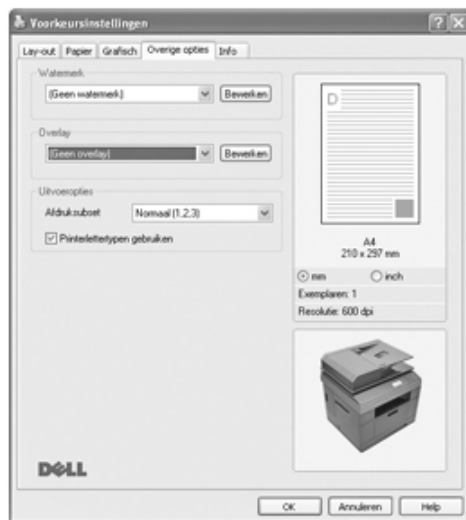 Voorkeursinstellingen
Lay-out Papier Grafisch Overige opties Info
Watermerk
(Geen watermerk) Bewerken
Overlay
(Geen overlay) Bewerken
Uitvoeropties
Afdruksubset Normaal (1,2,3)
Printerlettertypen gebruiken
D
A4
210 x 297 mm
mm inch
Exemplaren: 1
Resolutie: 600 dpi
DELL
OK Annuleren Help